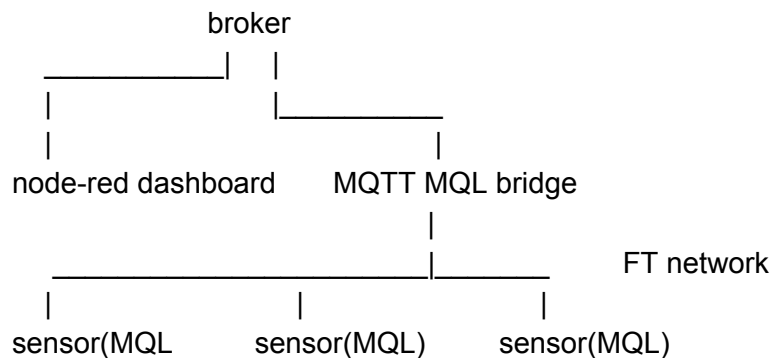 broker
node-red dashboard MQTT MQL bridge
FT network
sensor(MQL sensor(MQL) sensor(MQL)